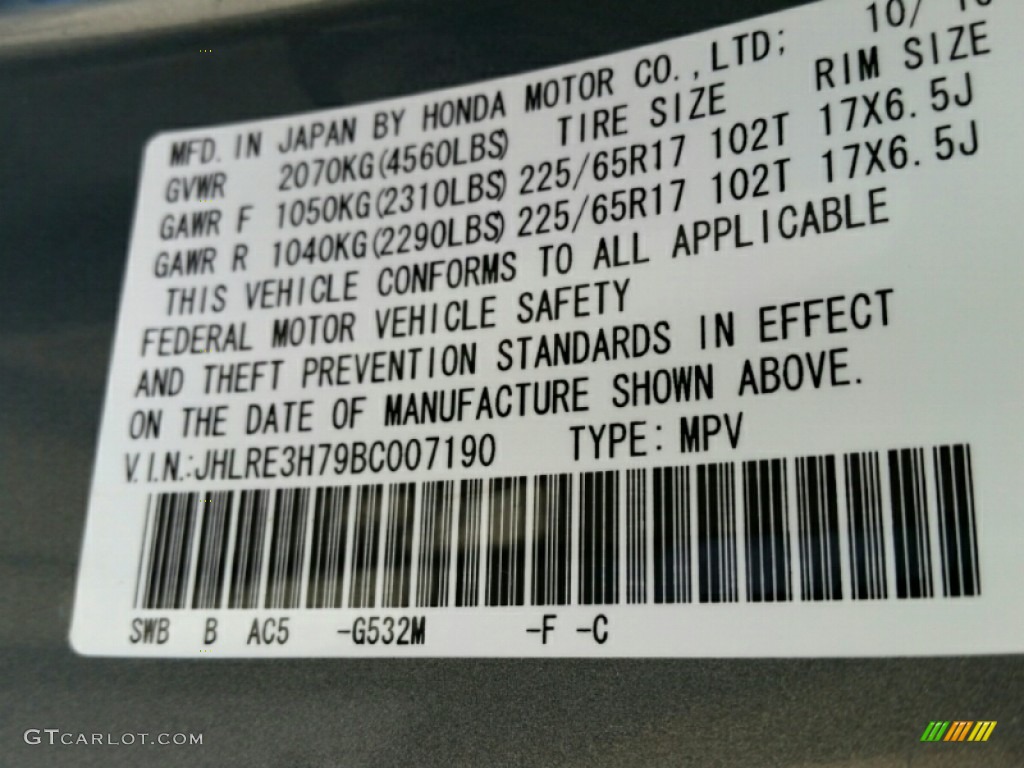 MFD. IN JAPAN BY HONDA MOTOR CO., LTD; 10/
GVWR 2070KG(4560LBS) TIRE SIZE RIM SIZE
GAWR F 1050KG(2310LBS) 225/65R17 102T 17X6.5J
GAWR R 1040KG(2290LBS) 225/65R17 102T 17X6.5J
THIS VEHICLE CONFORMS TO ALL APPLICABLE
FEDERAL MOTOR VEHICLE SAFETY
AND THEFT PREVENTION STANDARDS IN EFFECT
ON THE DATE OF MANUFACTURE SHOWN ABOVE.
V.I.N.:JHLRE3H79BC007190 TYPE: MPV
SWB B AC5 -G532M -F -C
GTCARLOT.COM